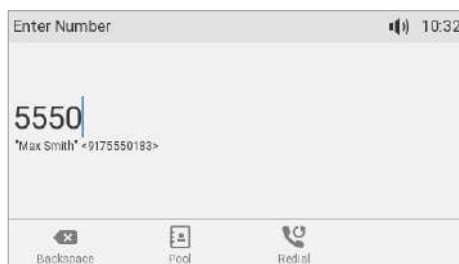 Enter Number 10:32
5550
"Max Smith" <9175550183>
Backspace Pool Redial